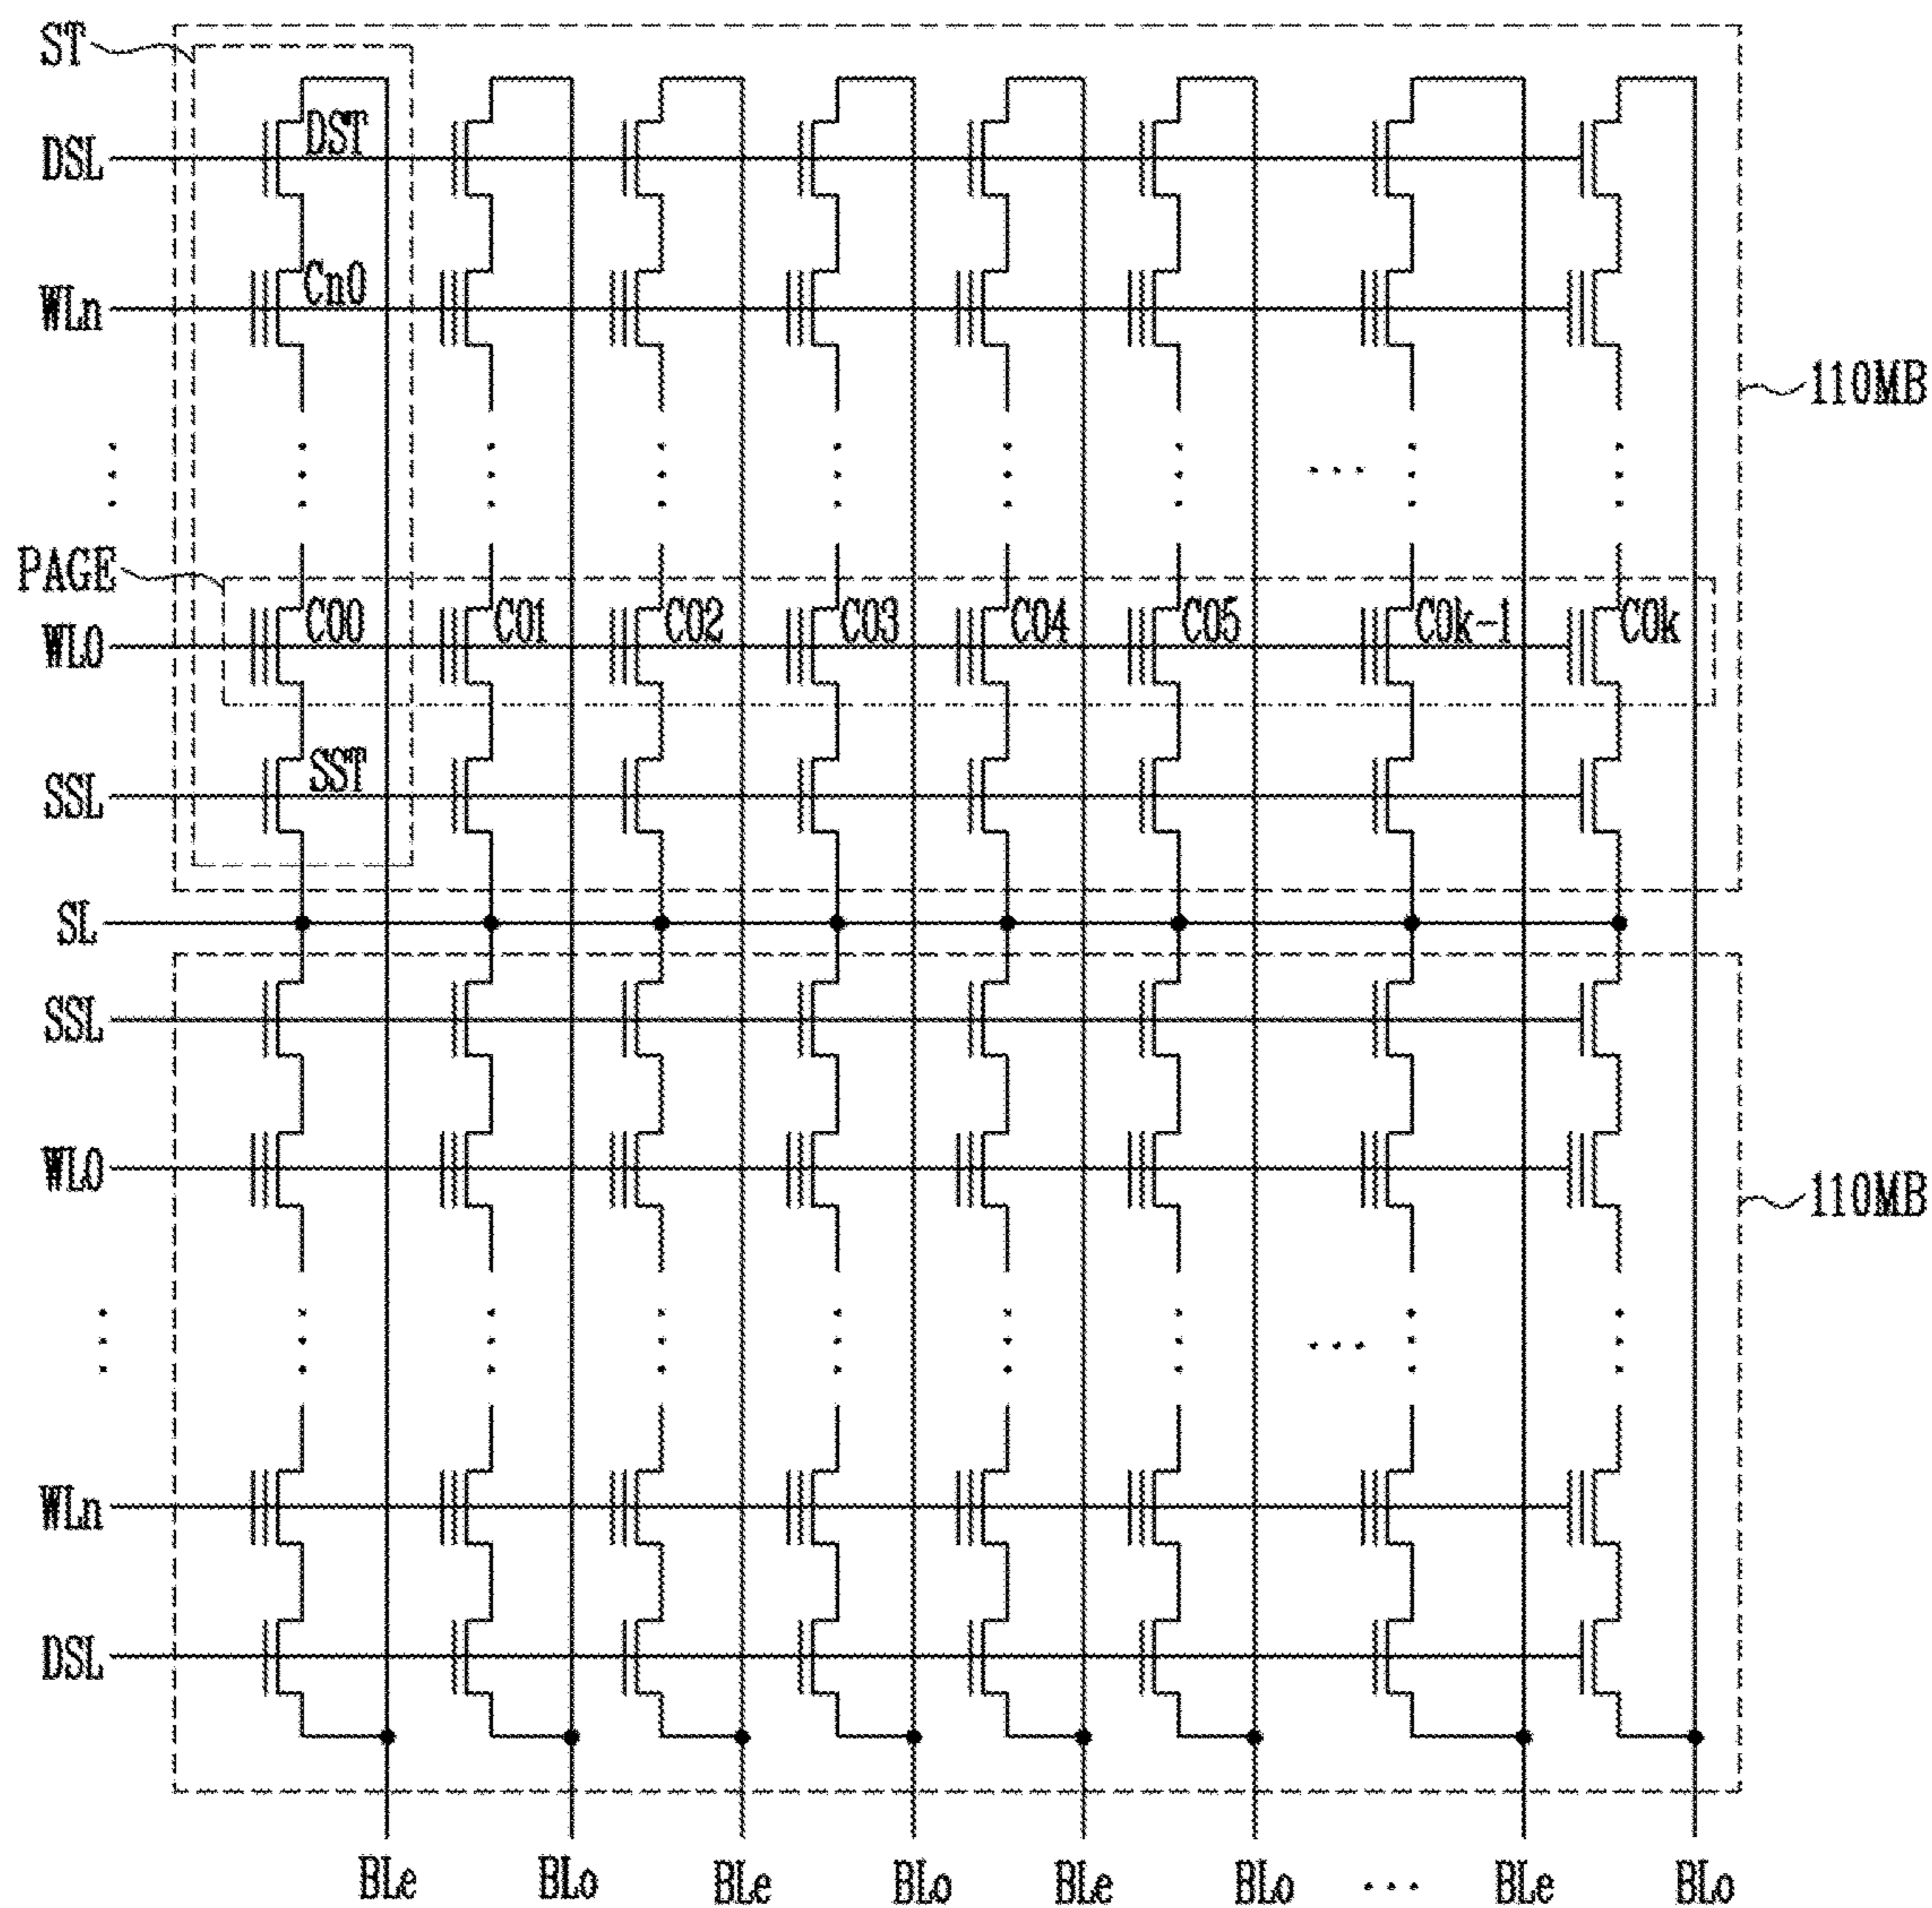 ST
DST
DSL
Cn0
WLn
110MB
PAGE
C00 C01 C02 C03 C04 C05 C0k-1 C0k
WL0
SST
SSL
SL
SSL
WL0
110MB
WLn
DSL
BLe BLo BLe BLo BLe BLo ... BLe BLo